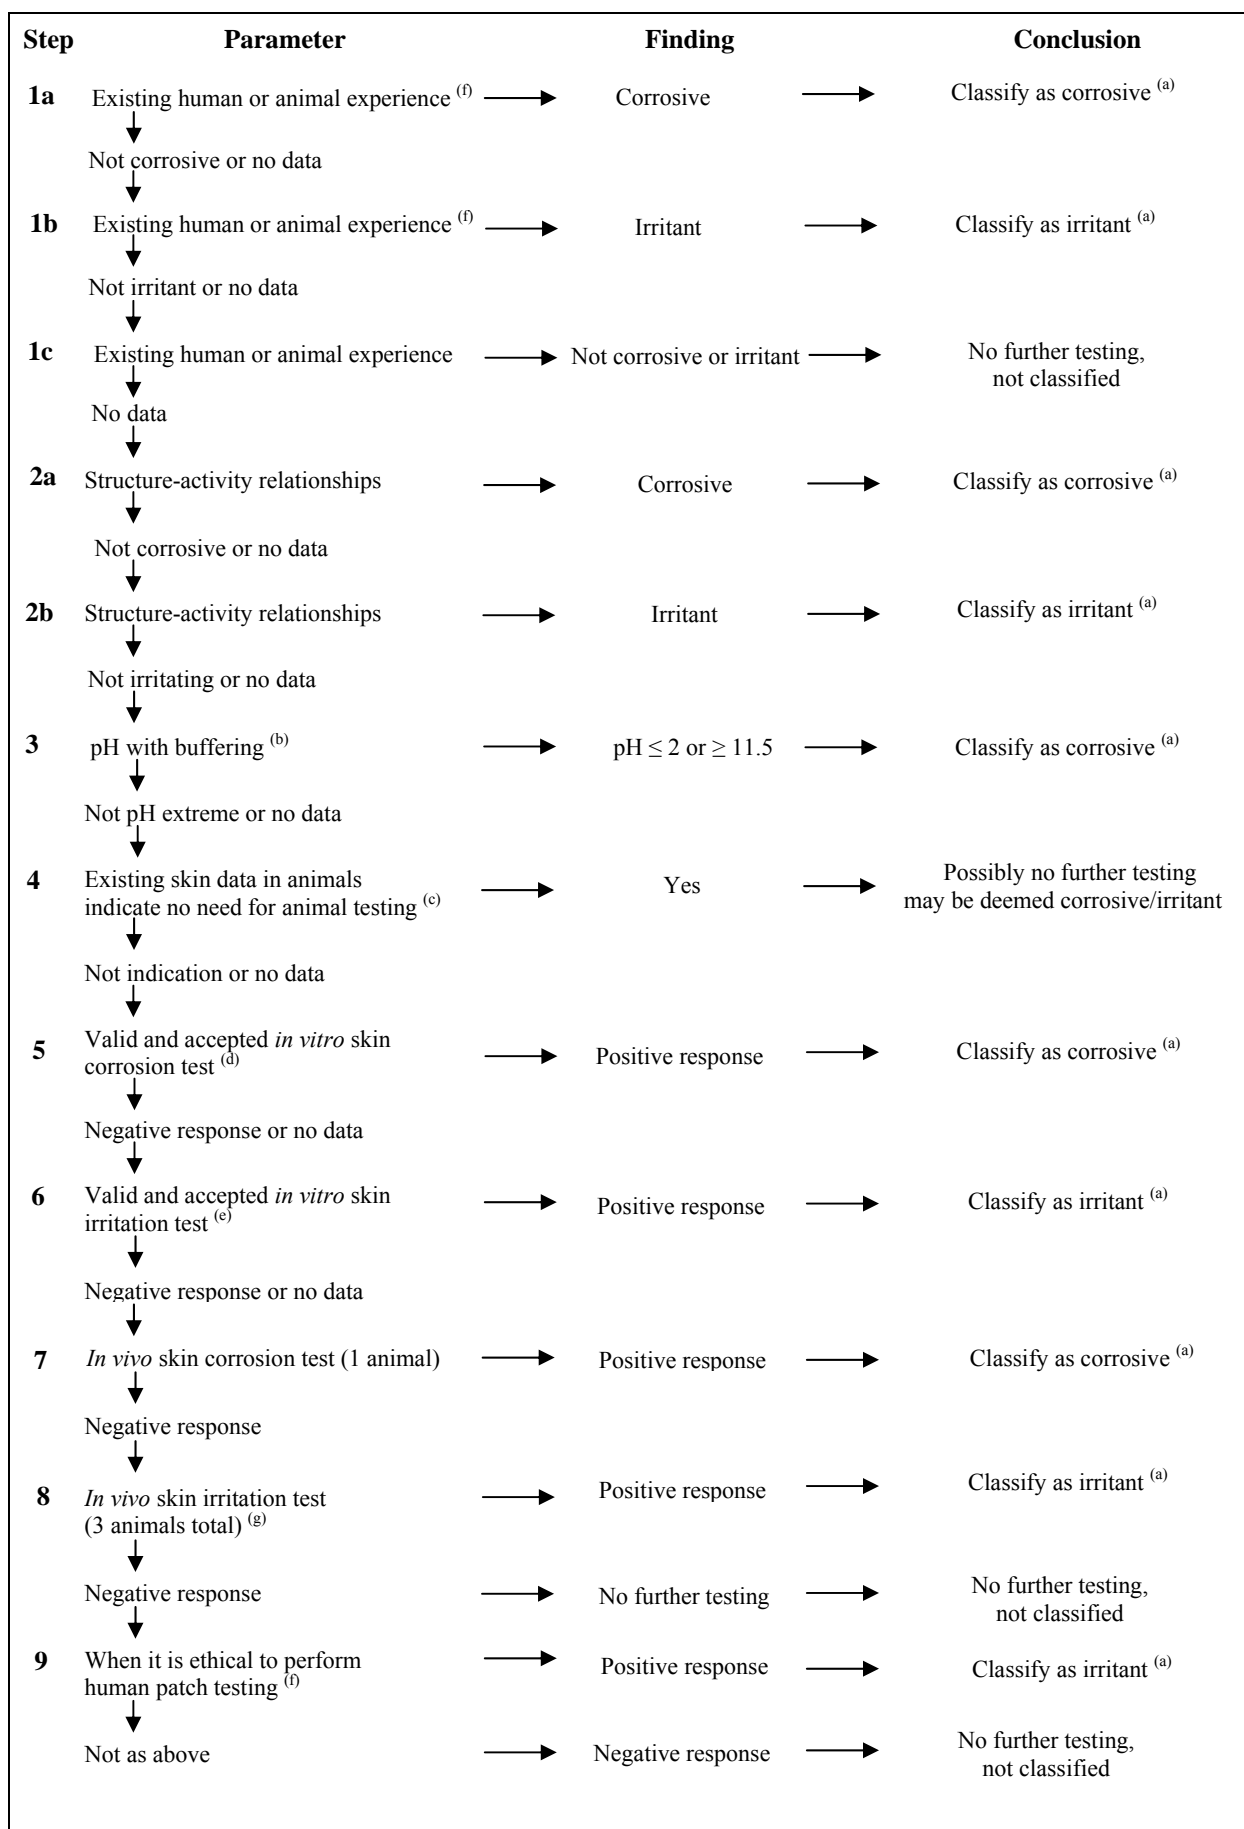 Step Parameter Finding Conclusion
1a Existing human or animal experience (f) Corrosive Classify as corrosive (a)
Not corrosive or no data
1b Existing human or animal experience (f) Irritant Classify as irritant (a)
Not irritant or no data
1c Existing human or animal experience Not corrosive or irritant No further testing,
not classified
No data
2a Structure-activity relationships Corrosive Classify as corrosive (a)
Not corrosive or no data
2b Structure-activity relationships Irritant Classify as irritant (a)
Not irritating or no data
3 pH with buffering (b) pH ≤ 2 or ≥ 11.5 Classify as corrosive (a)
Not pH extreme or no data
4 Existing skin data in animals Yes Possibly no further testing
indicate no need for animal testing (c) may be deemed corrosive/irritant
Not indication or no data
5 Valid and accepted in vitro skin Positive response Classify as corrosive (a)
corrosion test (d)
Negative response or no data
6 Valid and accepted in vitro skin Positive response Classify as irritant (a)
irritation test (e)
Negative response or no data
7 In vivo skin corrosion test (1 animal) Positive response Classify as corrosive (a)
Negative response
8 In vivo skin irritation test Positive response Classify as irritant (a)
(3 animals total) (g)
Negative response No further testing No further testing,
not classified
9 When it is ethical to perform Positive response Classify as irritant (a)
human patch testing (f)
Not as above Negative response No further testing,
not classified